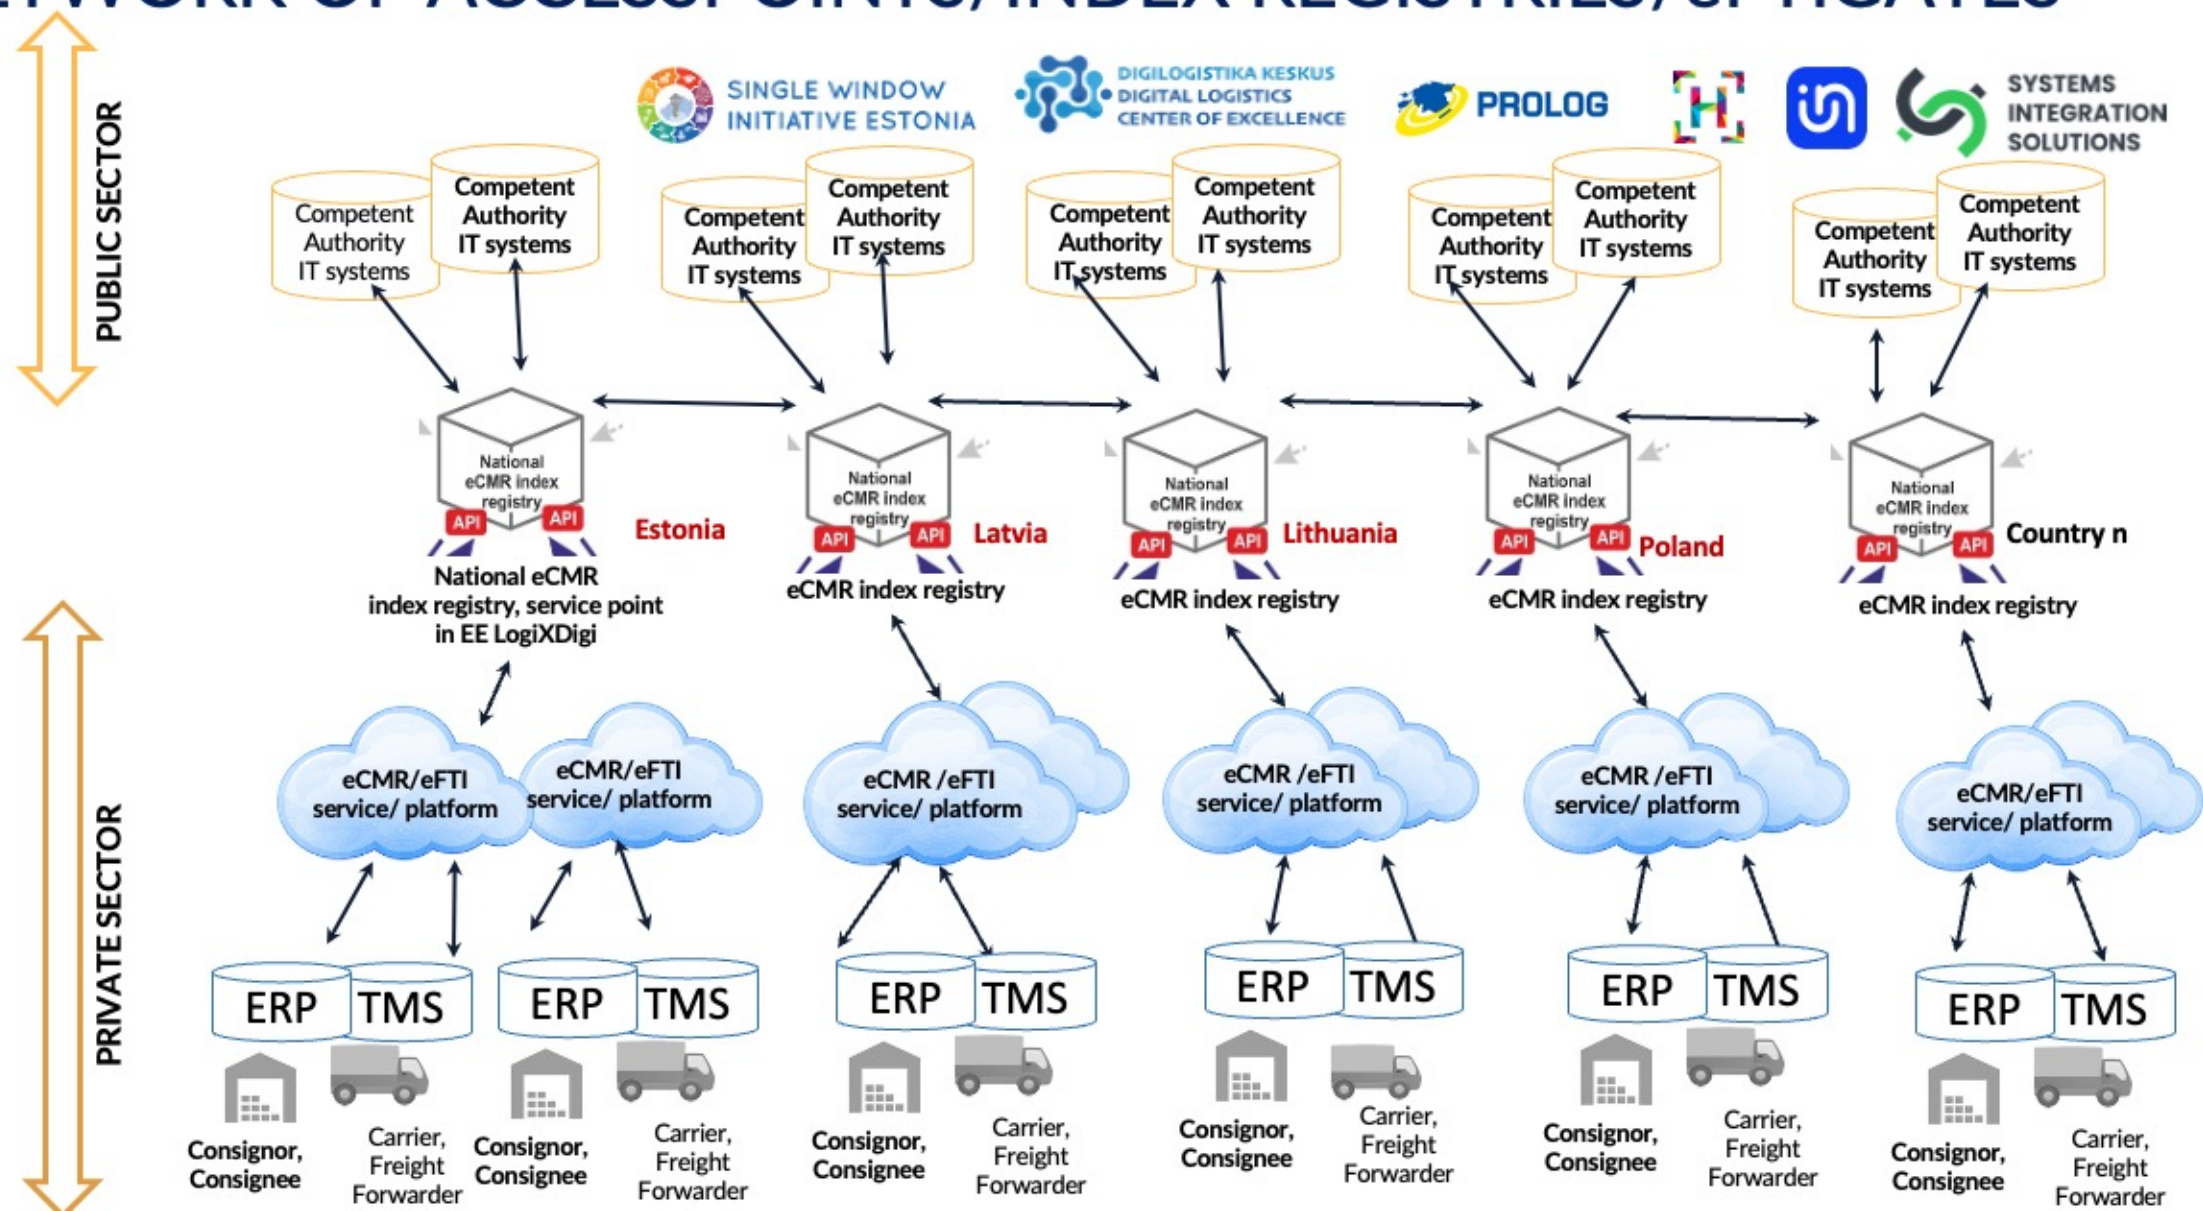 NETWORK OF ACCESSPOINTS/INDEX REGISTRIES/eFTIGATES
PUBLIC SECTOR
SINGLE WINDOW
INITIATIVE ESTONIA
DIGILOGISTIKA KESKUS
DIGITAL LOGISTICS
CENTER OF EXCELLENCE
PROLOG
H
in
SYSTEMS
INTEGRATION
SOLUTIONS
Competent
Authority
IT systems
Competent
Authority
IT systems
Competent
Authority
IT systems
Competent
Authority
IT systems
Competent
Authority
IT systems
Competent
Authority
IT systems
Competent
Authority
IT systems
Competent
Authority
IT systems
Competent
Authority
IT systems
Competent
Authority
IT systems
National
eCMR index
registry
API
API
Estonia
National eCMR
index registry, service point
in EE LogiXDigi
National
eCMR index
registry
API
API
Latvia
eCMR index registry
National
eCMR index
registry
API
API
Lithuania
eCMR index registry
National
eCMR index
registry
API
API
Poland
eCMR index registry
National
eCMR index
registry
API
API
Country n
eCMR index registry
PRIVATE SECTOR
eCMR/eFTI
service/ platform
eCMR/eFTI
service/ platform
eCMR /eFTI
service/ platform
eCMR /eFTI
service/ platform
eCMR /eFTI
service/ platform
eCMR/eFTI
service/ platform
ERP
TMS
ERP
TMS
ERP
TMS
ERP
TMS
ERP
TMS
ERP
TMS
Consignor,
Consignee
Carrier,
Freight
Forwarder
Consignor,
Consignee
Carrier,
Freight
Forwarder
Consignor,
Consignee
Carrier,
Freight
Forwarder
Consignor,
Consignee
Carrier,
Freight
Forwarder
Consignor,
Consignee
Carrier,
Freight
Forwarder
Consignor,
Consignee
Carrier,
Freight
Forwarder